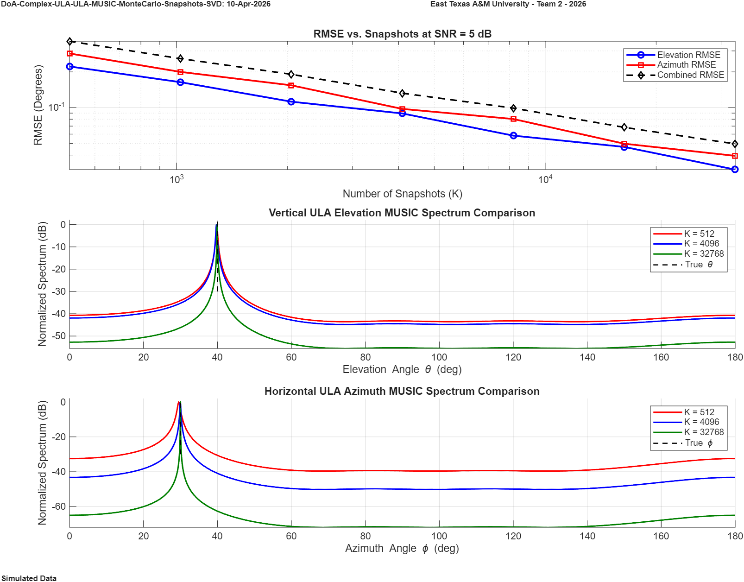 DoA-Complex-ULA-ULA-MUSIC-MonteCarlo-Snapshots-SVD: 10-Apr-2026
East Texas A&M University - Team 2 - 2026
RMSE vs. Snapshots at SNR = 5 dB
RMSE (Degrees)
10⁻¹
Elevation RMSE
Azimuth RMSE
Combined RMSE
10³ 10⁴
Number of Snapshots (K)
Vertical ULA Elevation MUSIC Spectrum Comparison
Normalized Spectrum (dB)
0
-10
-20
-30
-40
-50
K = 512
K = 4096
K = 32768
True θ
0 20 40 60 80 100 120 140 160 180
Elevation Angle θ (deg)
Horizontal ULA Azimuth MUSIC Spectrum Comparison
Normalized Spectrum (dB)
0
-20
-40
-60
K = 512
K = 4096
K = 32768
True ϕ
0 20 40 60 80 100 120 140 160 180
Azimuth Angle ϕ (deg)
Simulated Data